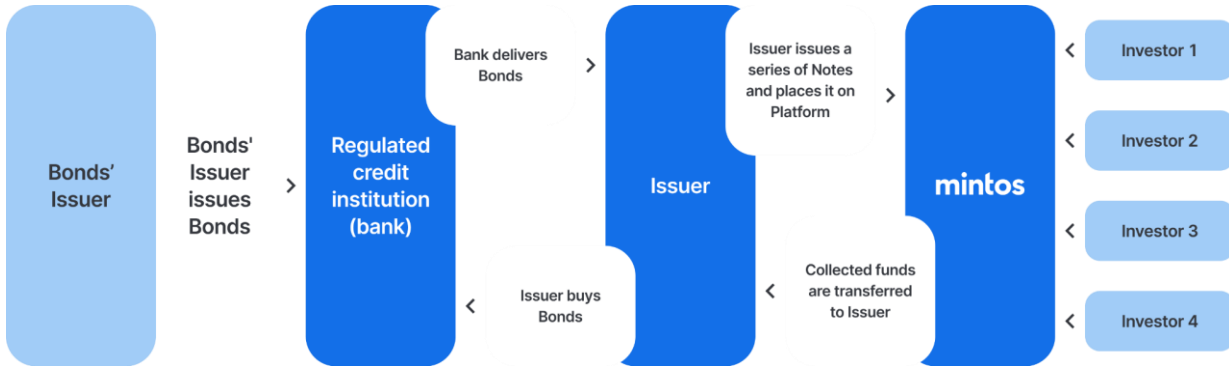 Bonds’
Issuer
Bonds'
Issuer
issues
Bonds
Regulated
credit
institution
(bank)
Bank delivers
Bonds
Issuer buys
Bonds
Issuer
Issuer issues a
series of Notes
and places it on
Platform
Collected funds
are transferred
to Issuer
mintos
Investor 1
Investor 2
Investor 3
Investor 4